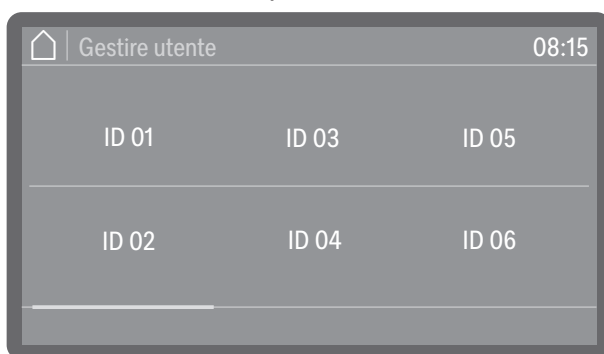 Gestire utente 08:15
ID 01 ID 03 ID 05
ID 02 ID 04 ID 06